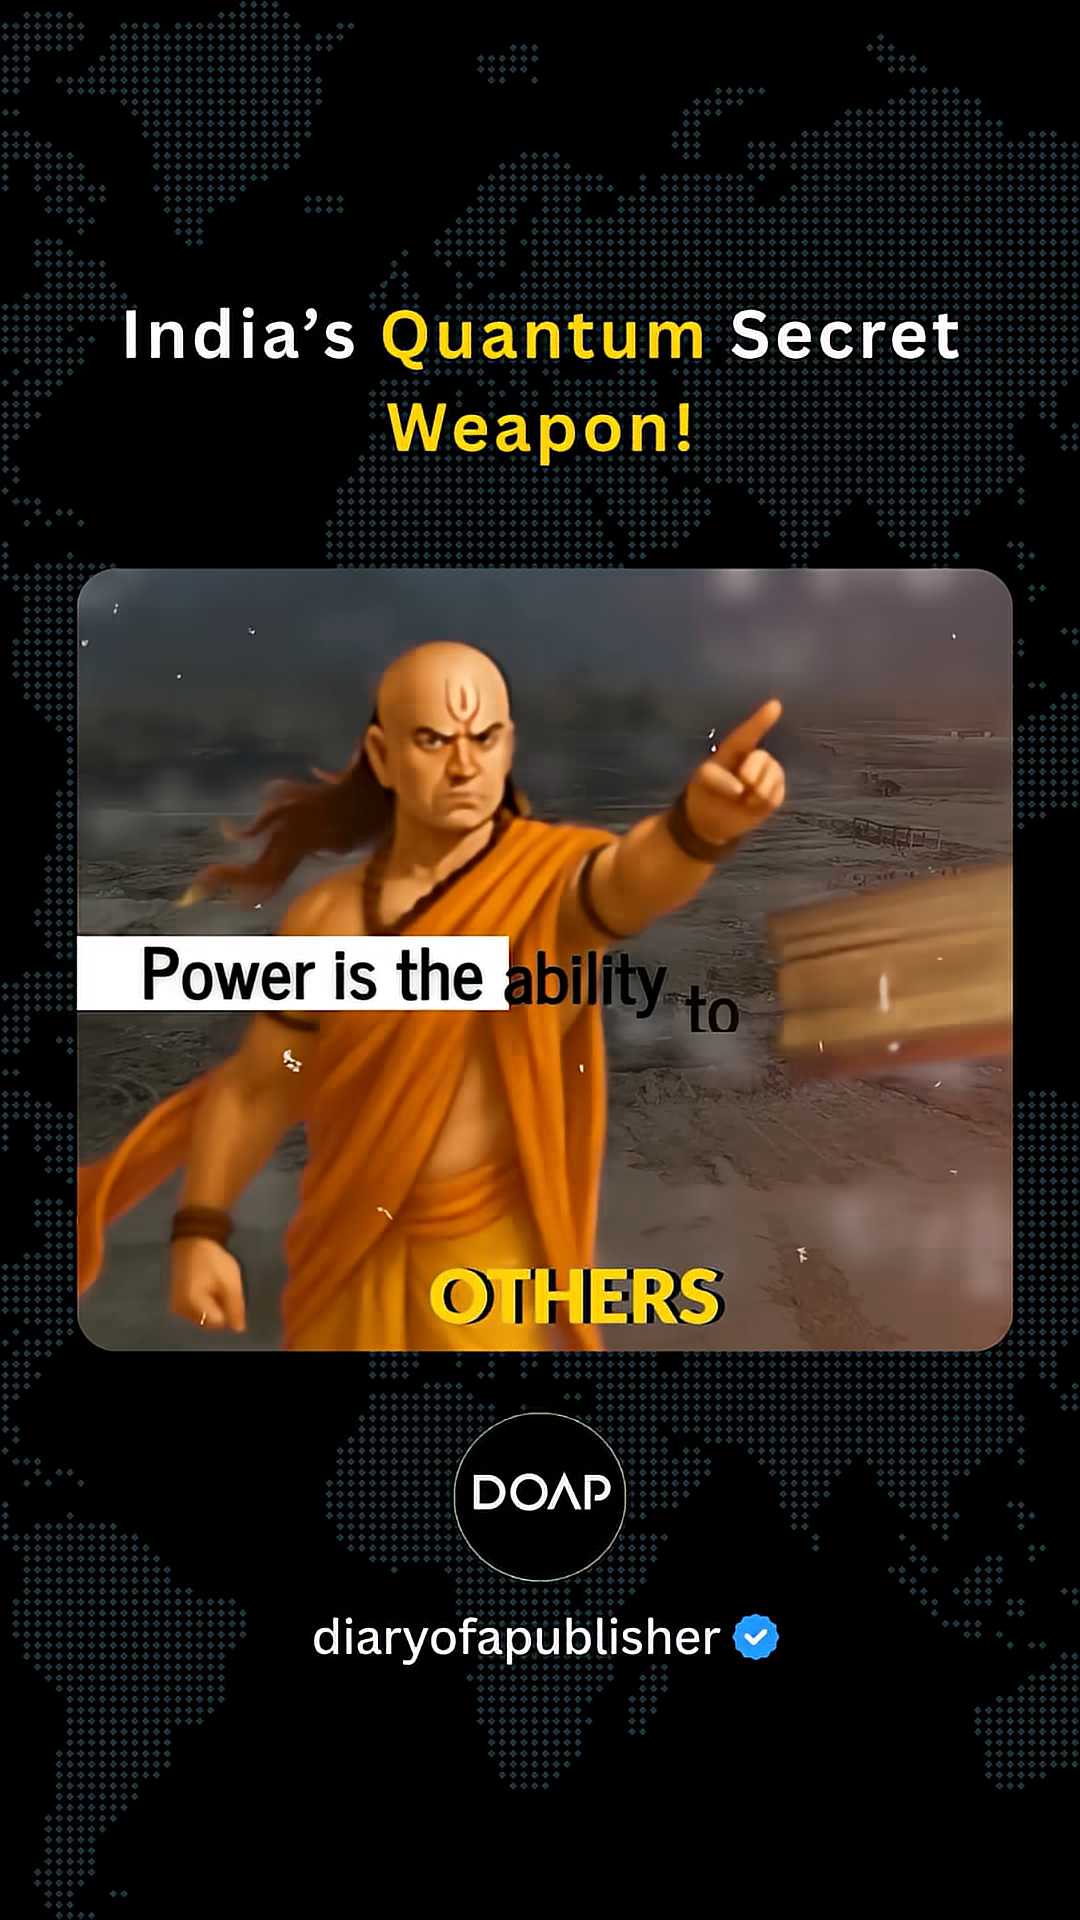 India’s Quantum Secret
Weapon!
Power is the ability to
OTHERS
DOAP
diaryofapublisher